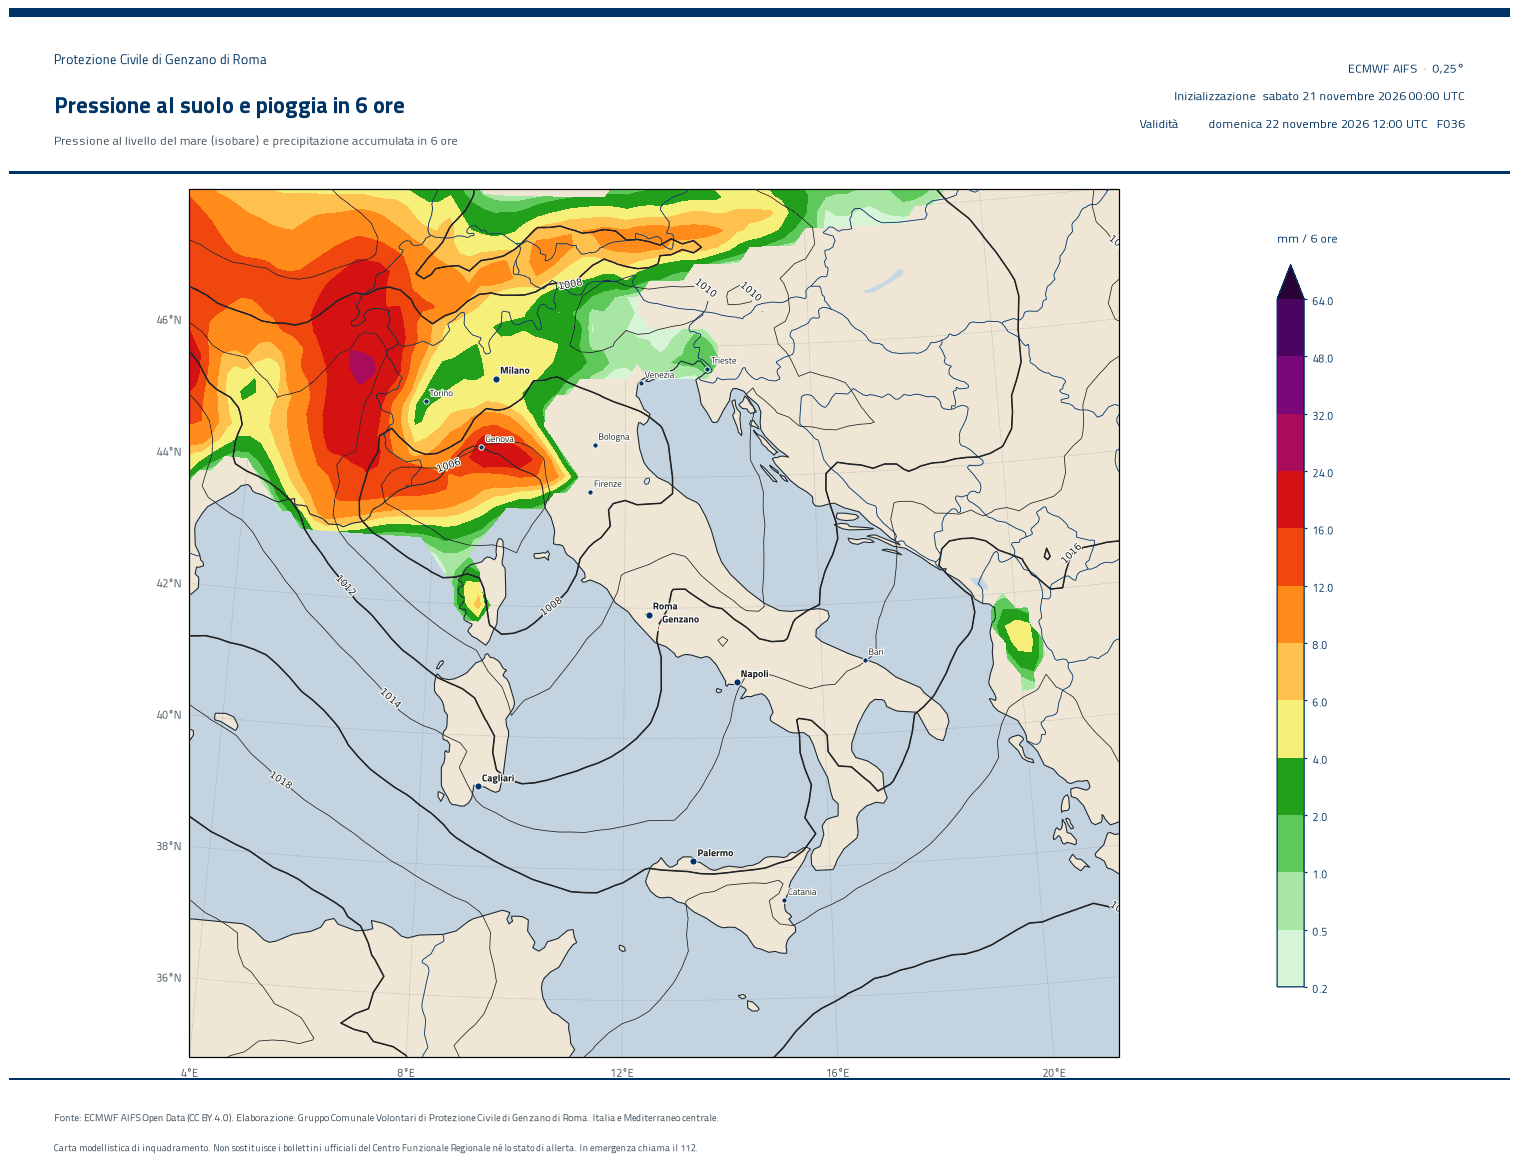 Protezione Civile di Genzano di Roma
Pressione al suolo e pioggia in 6 ore
Pressione al livello del mare (isobare) e precipitazione accumulata in 6 ore
ECMWF AIFS · 0,25°
Inizializzazione sabato 21 novembre 2026 00:00 UTC
Validità domenica 22 novembre 2026 12:00 UTC F036
mm / 6 ore
64.0
48.0
32.0
24.0
16.0
12.0
8.0
6.0
4.0
2.0
1.0
0.5
0.2
46°N
44°N
42°N
40°N
38°N
36°N
4°E
8°E
12°E
16°E
20°E
1008
1010
1010
Trieste
Milano
Venezia
Torino
Bologna
Genova
1006
Firenze
1016
1012
1008
Roma
Genzano
Bari
Napoli
1014
Cagliari
1018
Palermo
Catania
Fonte: ECMWF AIFS Open Data (CC BY 4.0). Elaborazione: Gruppo Comunale Volontari di Protezione Civile di Genzano di Roma. Italia e Mediterraneo centrale.
Carta modellistica di inquadramento. Non sostituisce i bollettini ufficiali del Centro Funzionale Regionale né lo stato di allerta. In emergenza chiama il 112.